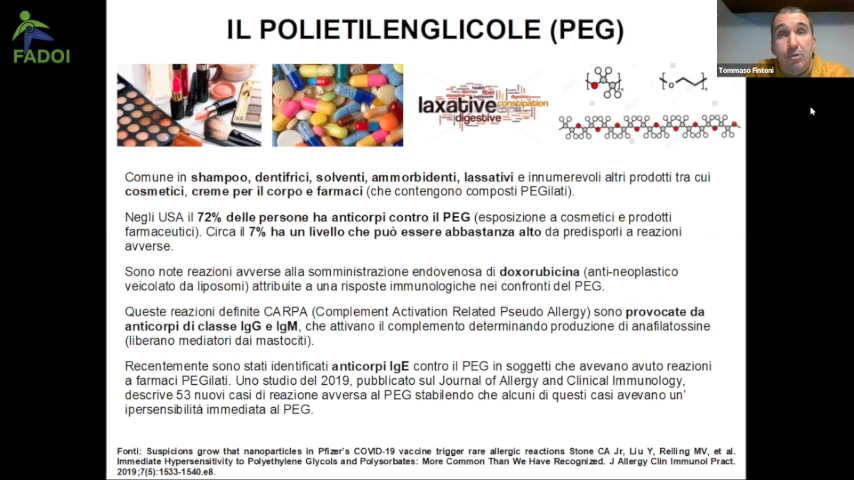 FADOI
IL POLIETILENGLICOLE (PEG)
Tommaso Fintoni
laxative
constipation
digestive
fiber
Comune in shampoo, dentifrici, solventi, ammorbidenti, lassativi e innumerevoli altri prodotti tra cui
cosmetici, creme per il corpo e farmaci (che contengono composti PEGilati).
Negli USA il 72% delle persone ha anticorpi contro il PEG (esposizione a cosmetici e prodotti
farmaceutici). Circa il 7% ha un livello che può essere abbastanza alto da predisporli a reazioni
avverse.
Sono note reazioni avverse alla somministrazione endovenosa di doxorubicina (anti-neoplastico
veicolato da liposomi) attribuite a una risposte immunologiche nei confronti del PEG.
Queste reazioni definite CARPA (Complement Activation Related Pseudo Allergy) sono provocate da
anticorpi di classe IgG e IgM, che attivano il complemento determinando produzione di anafilatossine
(liberano mediatori dai mastociti).
Recentemente sono stati identificati anticorpi IgE contro il PEG in soggetti che avevano avuto reazioni
a farmaci PEGilati. Uno studio del 2019, pubblicato sul Journal of Allergy and Clinical Immunology,
descrive 53 nuovi casi di reazione avversa al PEG stabilendo che alcuni di questi casi avevano un'
ipersensibilità immediata al PEG.
Fonti: Suspicions grow that nanoparticles in Pfizer's COVID-19 vaccine trigger rare allergic reactions Stone CA Jr, Liu Y, Relling MV, et al.
Immediate Hypersensitivity to Polyethylene Glycols and Polysorbates: More Common Than We Have Recognized. J Allergy Clin Immunol Pract.
2019;7(5):1533-1540.e8.